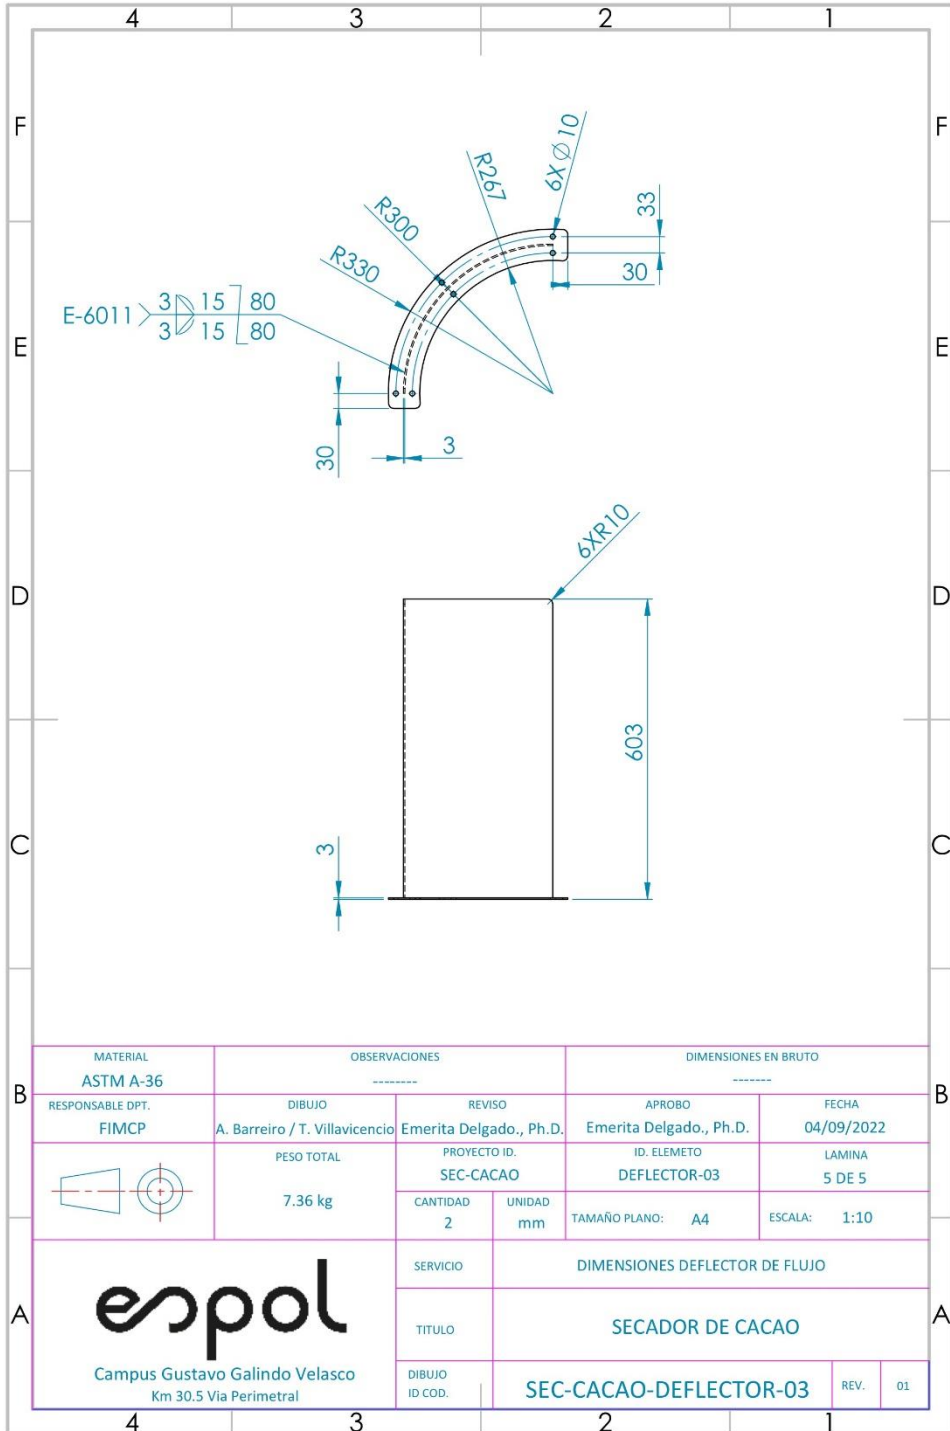 4 3 2 1
F F
6X Ø 10
R267
33
R300
R330
30
3 15 80
E-6011
3 15 80
E E
30
3
6XR10
D D
603
C C
3
MATERIAL OBSERVACIONES DIMENSIONES EN BRUTO
ASTM A-36 -------- -------
B B
RESPONSABLE DPT. DIBUJO REVISO APROBO FECHA
FIMCP A. Barreiro / T. Villavicencio Emerita Delgado., Ph.D. Emerita Delgado., Ph.D. 04/09/2022
PESO TOTAL PROYECTO ID. ID. ELEMETO LAMINA
7.36 kg SEC-CACAO DEFLECTOR-03 5 DE 5
CANTIDAD UNIDAD TAMAÑO PLANO: A4 ESCALA: 1:10
2 mm
espol
SERVICIO DIMENSIONES DEFLECTOR DE FLUJO
A A
TITULO SECADOR DE CACAO
Campus Gustavo Galindo Velasco
Km 30.5 Via Perimetral
DIBUJO
ID COD. SEC-CACAO-DEFLECTOR-03 REV. 01
4 3 2 1